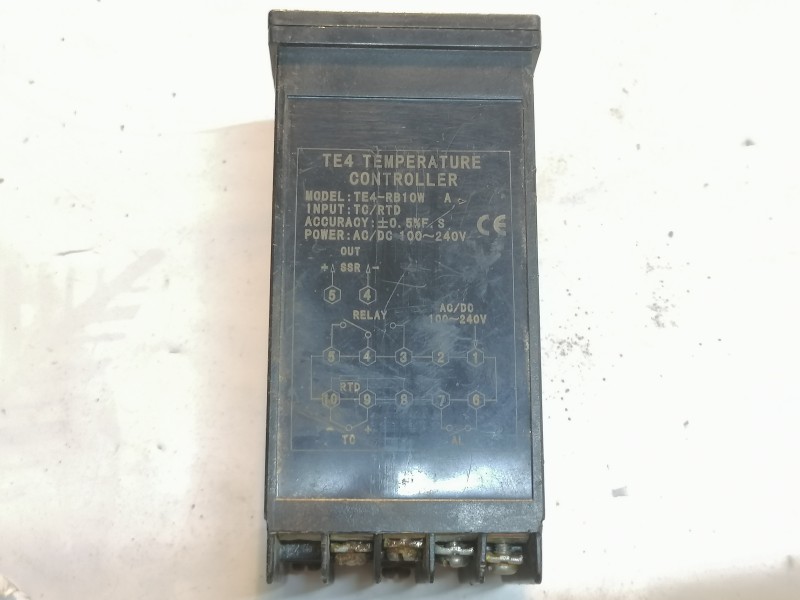 TE4 TEMPERATURE
CONTROLLER
MODEL:TE4-RB10W A
INPUT:TC/RTD
ACCURACY:±0.5%F.S
POWER:AC/DC 100~240V
CE
OUT
+ SSR -
5 4
RELAY
AC/DC
100~240V
5 4 3 2 1
RTD
10 9 8 7 6
- + 
TC